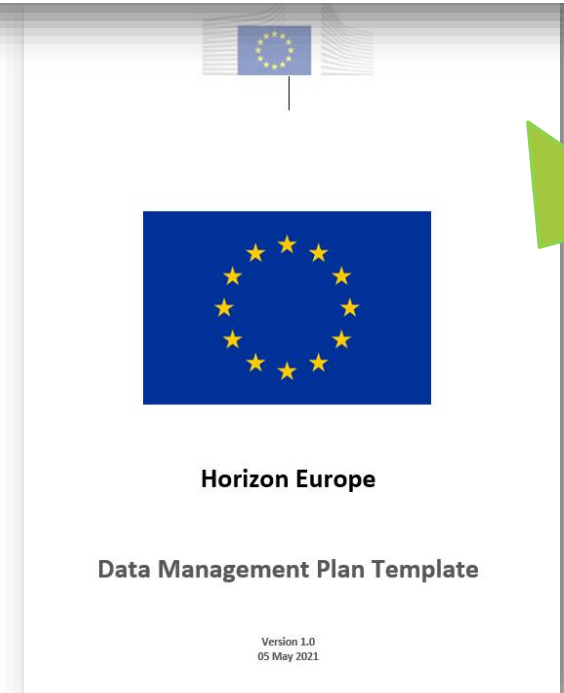 Horizon Europe
Data Management Plan Template
Version 1.0
05 May 2021